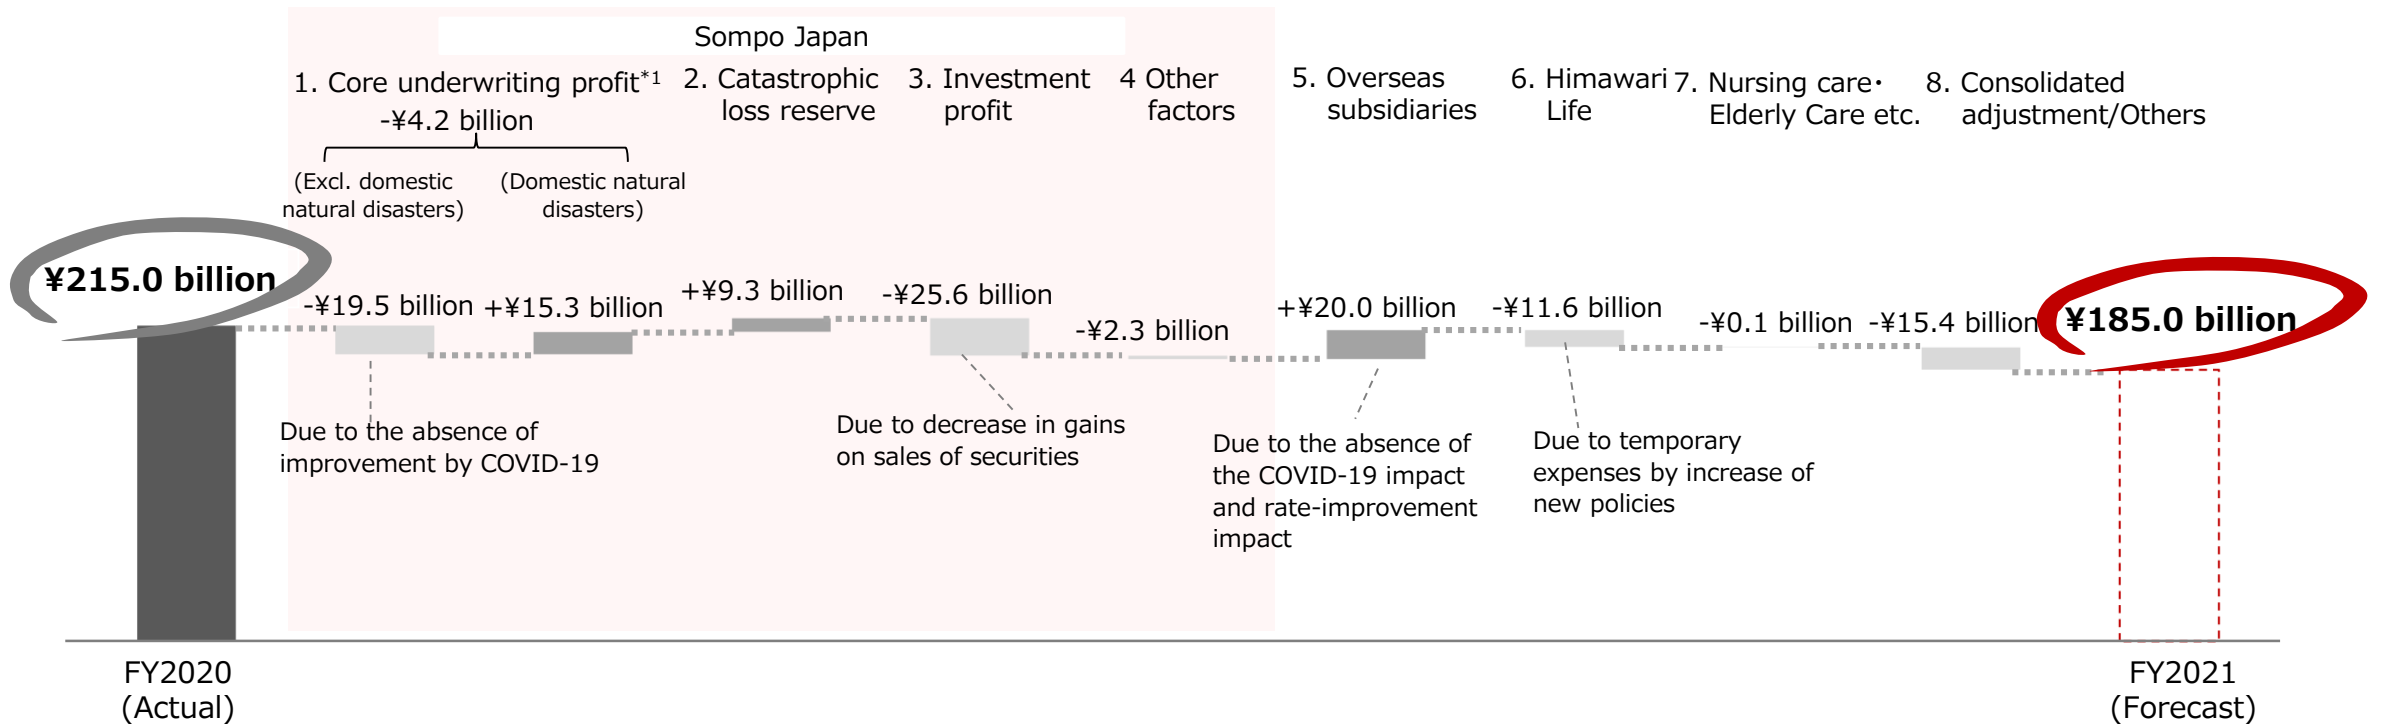 Sompo Japan
1. Core underwriting profit*1
-¥4.2 billion
(Excl. domestic
natural disasters)
(Domestic natural
disasters)
2. Catastrophic
loss reserve
3. Investment
profit
4 Other
factors
5. Overseas
subsidiaries
6. Himawari
Life
7. Nursing care・
Elderly Care etc.
8. Consolidated
adjustment/Others
¥215.0 billion
-¥19.5 billion
+¥15.3 billion
+¥9.3 billion
-¥25.6 billion
-¥2.3 billion
+¥20.0 billion
-¥11.6 billion
-¥0.1 billion
-¥15.4 billion
¥185.0 billion
Due to the absence of
improvement by COVID-19
Due to decrease in gains
on sales of securities
Due to the absence of
the COVID-19 impact
and rate-improvement
impact
Due to temporary
expenses by increase of
new policies
FY2020
(Actual)
FY2021
(Forecast)